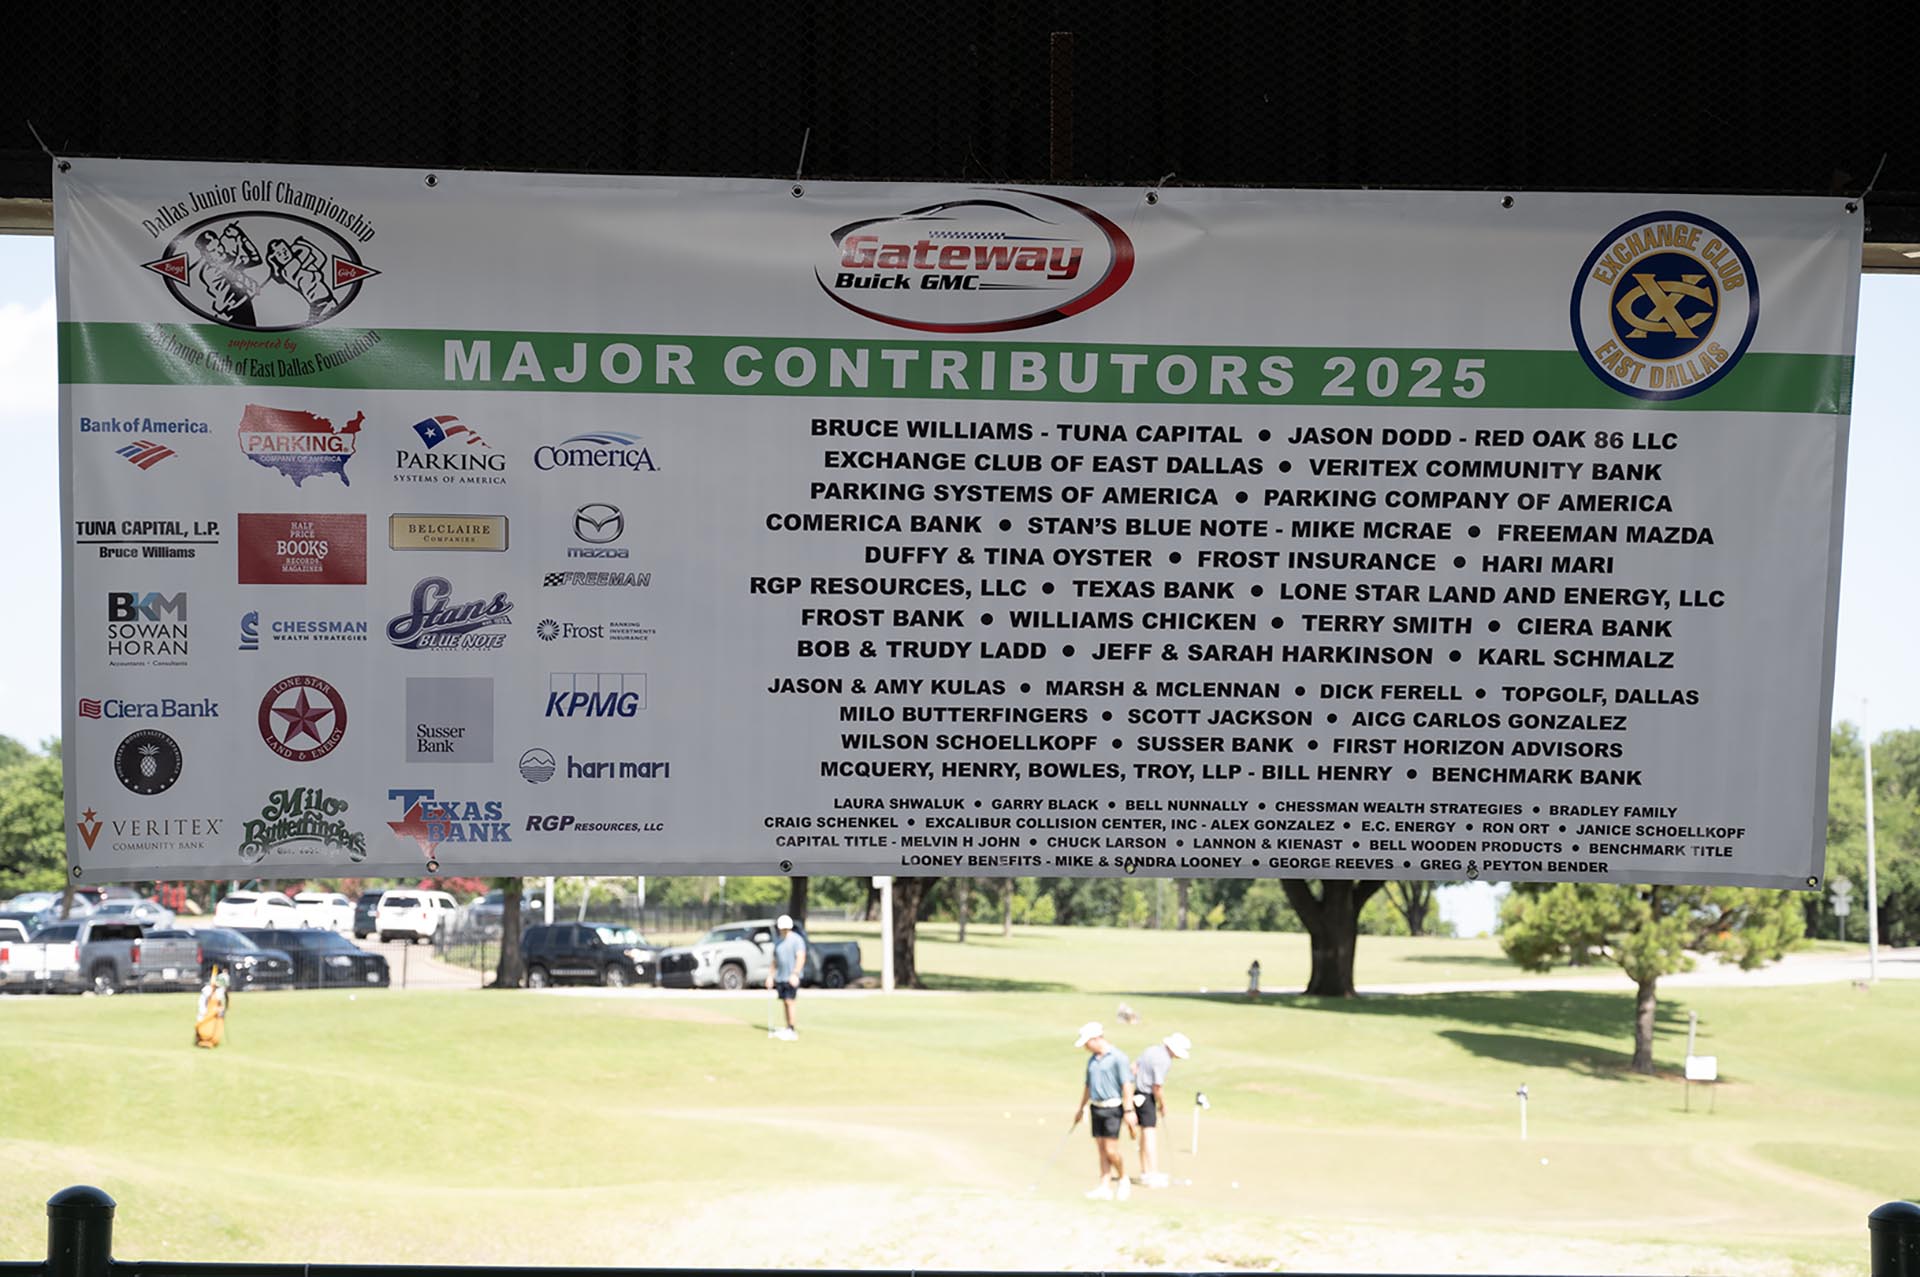 Dallas Junior Golf Championship
Boys
Girls
supported by
Exchange Club of East Dallas Foundation
Gateway
Buick GMC
EXCHANGE CLUB
EAST DALLAS
MAJOR CONTRIBUTORS 2025
Bank of America
PARKING
COMPANY OF AMERICA
PARKING
SYSTEMS OF AMERICA
ComericA
TUNA CAPITAL, L.P.
Bruce Williams
HALF
PRICE
BOOKS
RECORDS
MAGAZINES
BELCLAIRE
COMPANIES
mazda
FREEMAN
BKM
SOWAN
HORAN
Accountants • Consultants
CHESSMAN
WEALTH STRATEGIES
Stans
BLUE NOTE
Frost
BANKING
INVESTMENTS
INSURANCE
Ciera Bank
LONE STAR
LAND & ENERGY
Susser
Bank
KPMG
hari mari
VERITEX
COMMUNITY BANK
Milo
Butterfingers
TEXAS
BANK
RGP RESOURCES, LLC
BRUCE WILLIAMS - TUNA CAPITAL • JASON DODD - RED OAK 86 LLC
EXCHANGE CLUB OF EAST DALLAS • VERITEX COMMUNITY BANK
PARKING SYSTEMS OF AMERICA • PARKING COMPANY OF AMERICA
COMERICA BANK • STAN'S BLUE NOTE - MIKE MCRAE • FREEMAN MAZDA
DUFFY & TINA OYSTER • FROST INSURANCE • HARI MARI
RGP RESOURCES, LLC • TEXAS BANK • LONE STAR LAND AND ENERGY, LLC
FROST BANK • WILLIAMS CHICKEN • TERRY SMITH • CIERA BANK
BOB & TRUDY LADD • JEFF & SARAH HARKINSON • KARL SCHMALZ
JASON & AMY KULAS • MARSH & MCLENNAN • DICK FERELL • TOPGOLF, DALLAS
MILO BUTTERFINGERS • SCOTT JACKSON • AICG CARLOS GONZALEZ
WILSON SCHOELLKOPF • SUSSER BANK • FIRST HORIZON ADVISORS
MCQUERY, HENRY, BOWLES, TROY, LLP - BILL HENRY • BENCHMARK BANK
LAURA SHWALUK • GARRY BLACK • BELL NUNNALLY • CHESSMAN WEALTH STRATEGIES • BRADLEY FAMILY
CRAIG SCHENKEL • EXCALIBUR COLLISION CENTER, INC - ALEX GONZALEZ • E.C. ENERGY • RON ORT • JANICE SCHOELLKOPF
CAPITAL TITLE - MELVIN H JOHN • CHUCK LARSON • LANNON & KIENAST • BELL WOODEN PRODUCTS • BENCHMARK TITLE
LOONEY BENEFITS - MIKE & SANDRA LOONEY • GEORGE REEVES • GREG & PEYTON BENDER